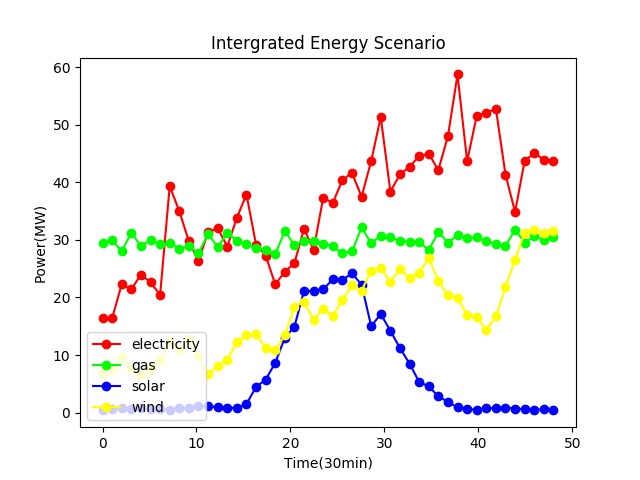 Intergrated Energy Scenario
Power(MW)
60
50
40
30
20
10
0
electricity
gas
solar
wind
0 10 20 30 40 50
Time(30min)